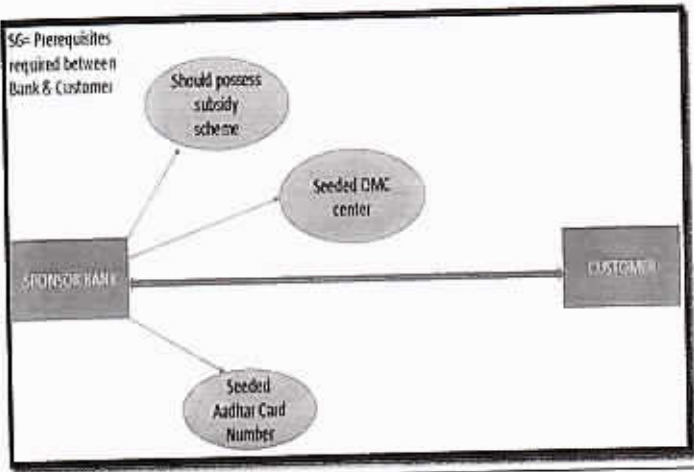 SG= Prerequisites
required between
Bank & Customer
Should possess
subsidy
scheme
Seeded OMC
center
SPONSOR BANK
CUSTOMER
Seeded
Aadhar Card
Number